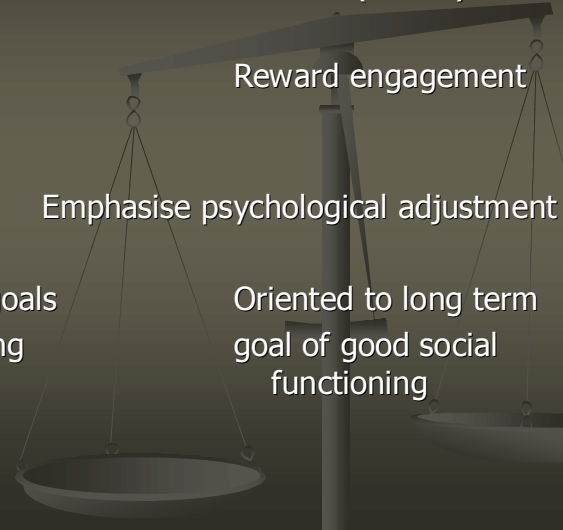 Reward engagement
Emphasise psychological adjustment
oals
Oriented to long term
ng
goal of good social
functioning